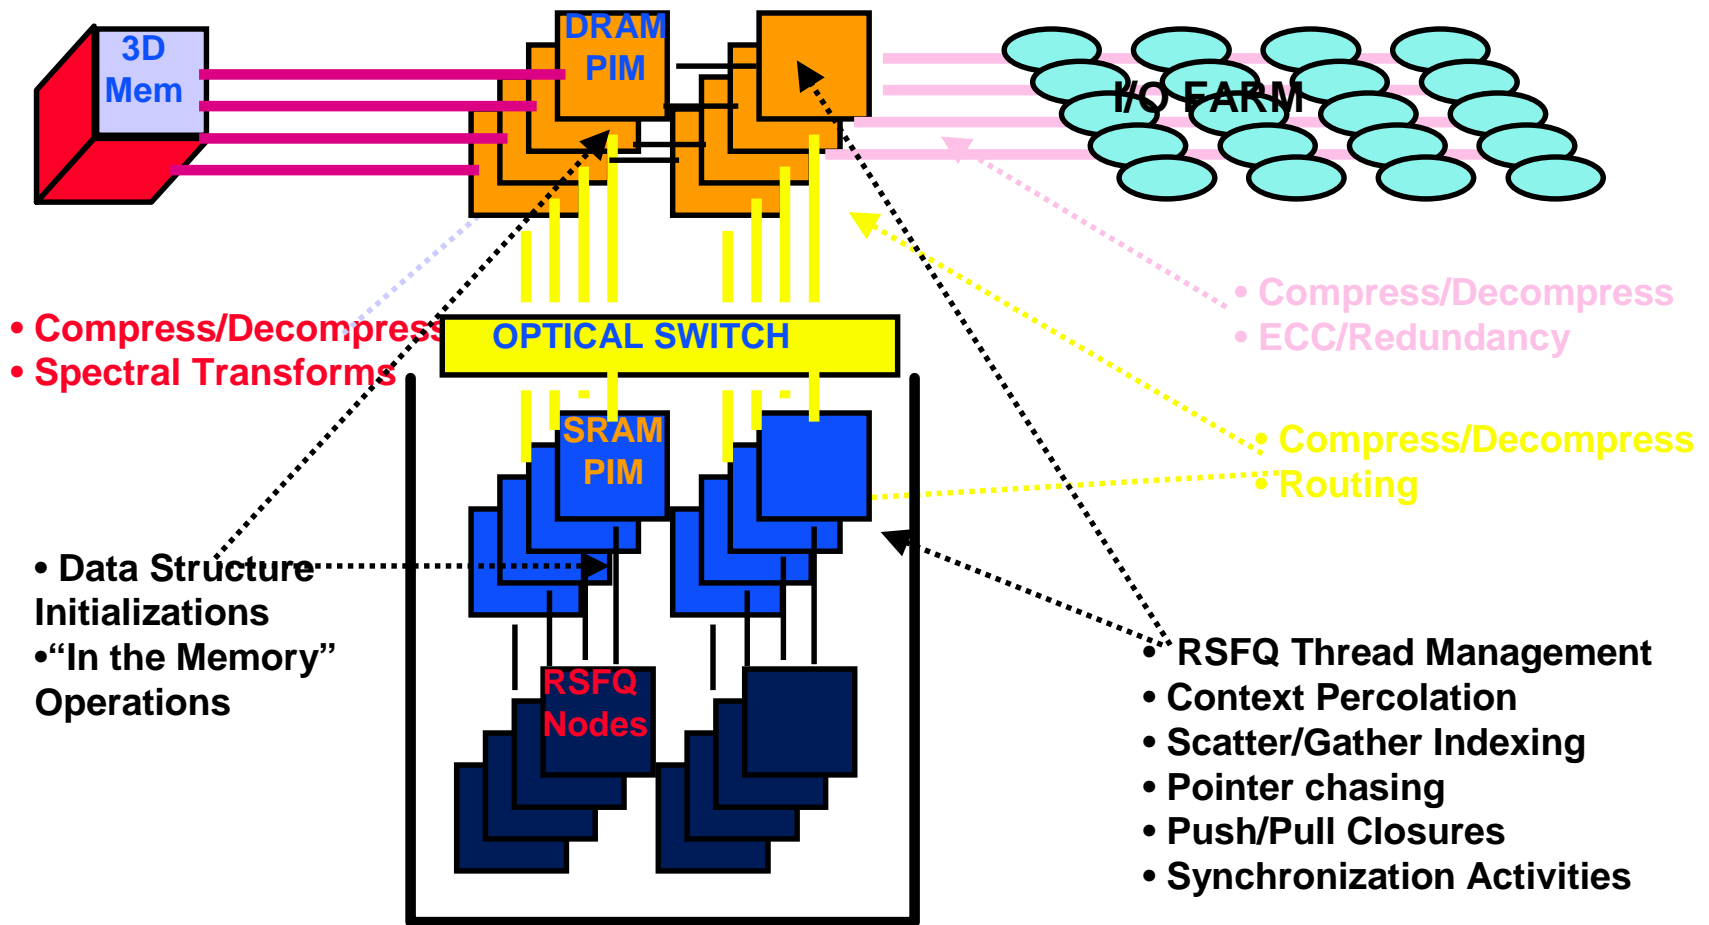 3D
Mem
DRAM
PIM
I/O FARM
• Compress/Decompress
• Spectral Transforms
OPTICAL SWITCH
• Compress/Decompress
• ECC/Redundancy
SRAM
PIM
• Compress/Decompress
• Routing
• Data Structure
Initializations
•“In the Memory”
Operations
RSFQ
Nodes
• RSFQ Thread Management
• Context Percolation
• Scatter/Gather Indexing
• Pointer chasing
• Push/Pull Closures
• Synchronization Activities